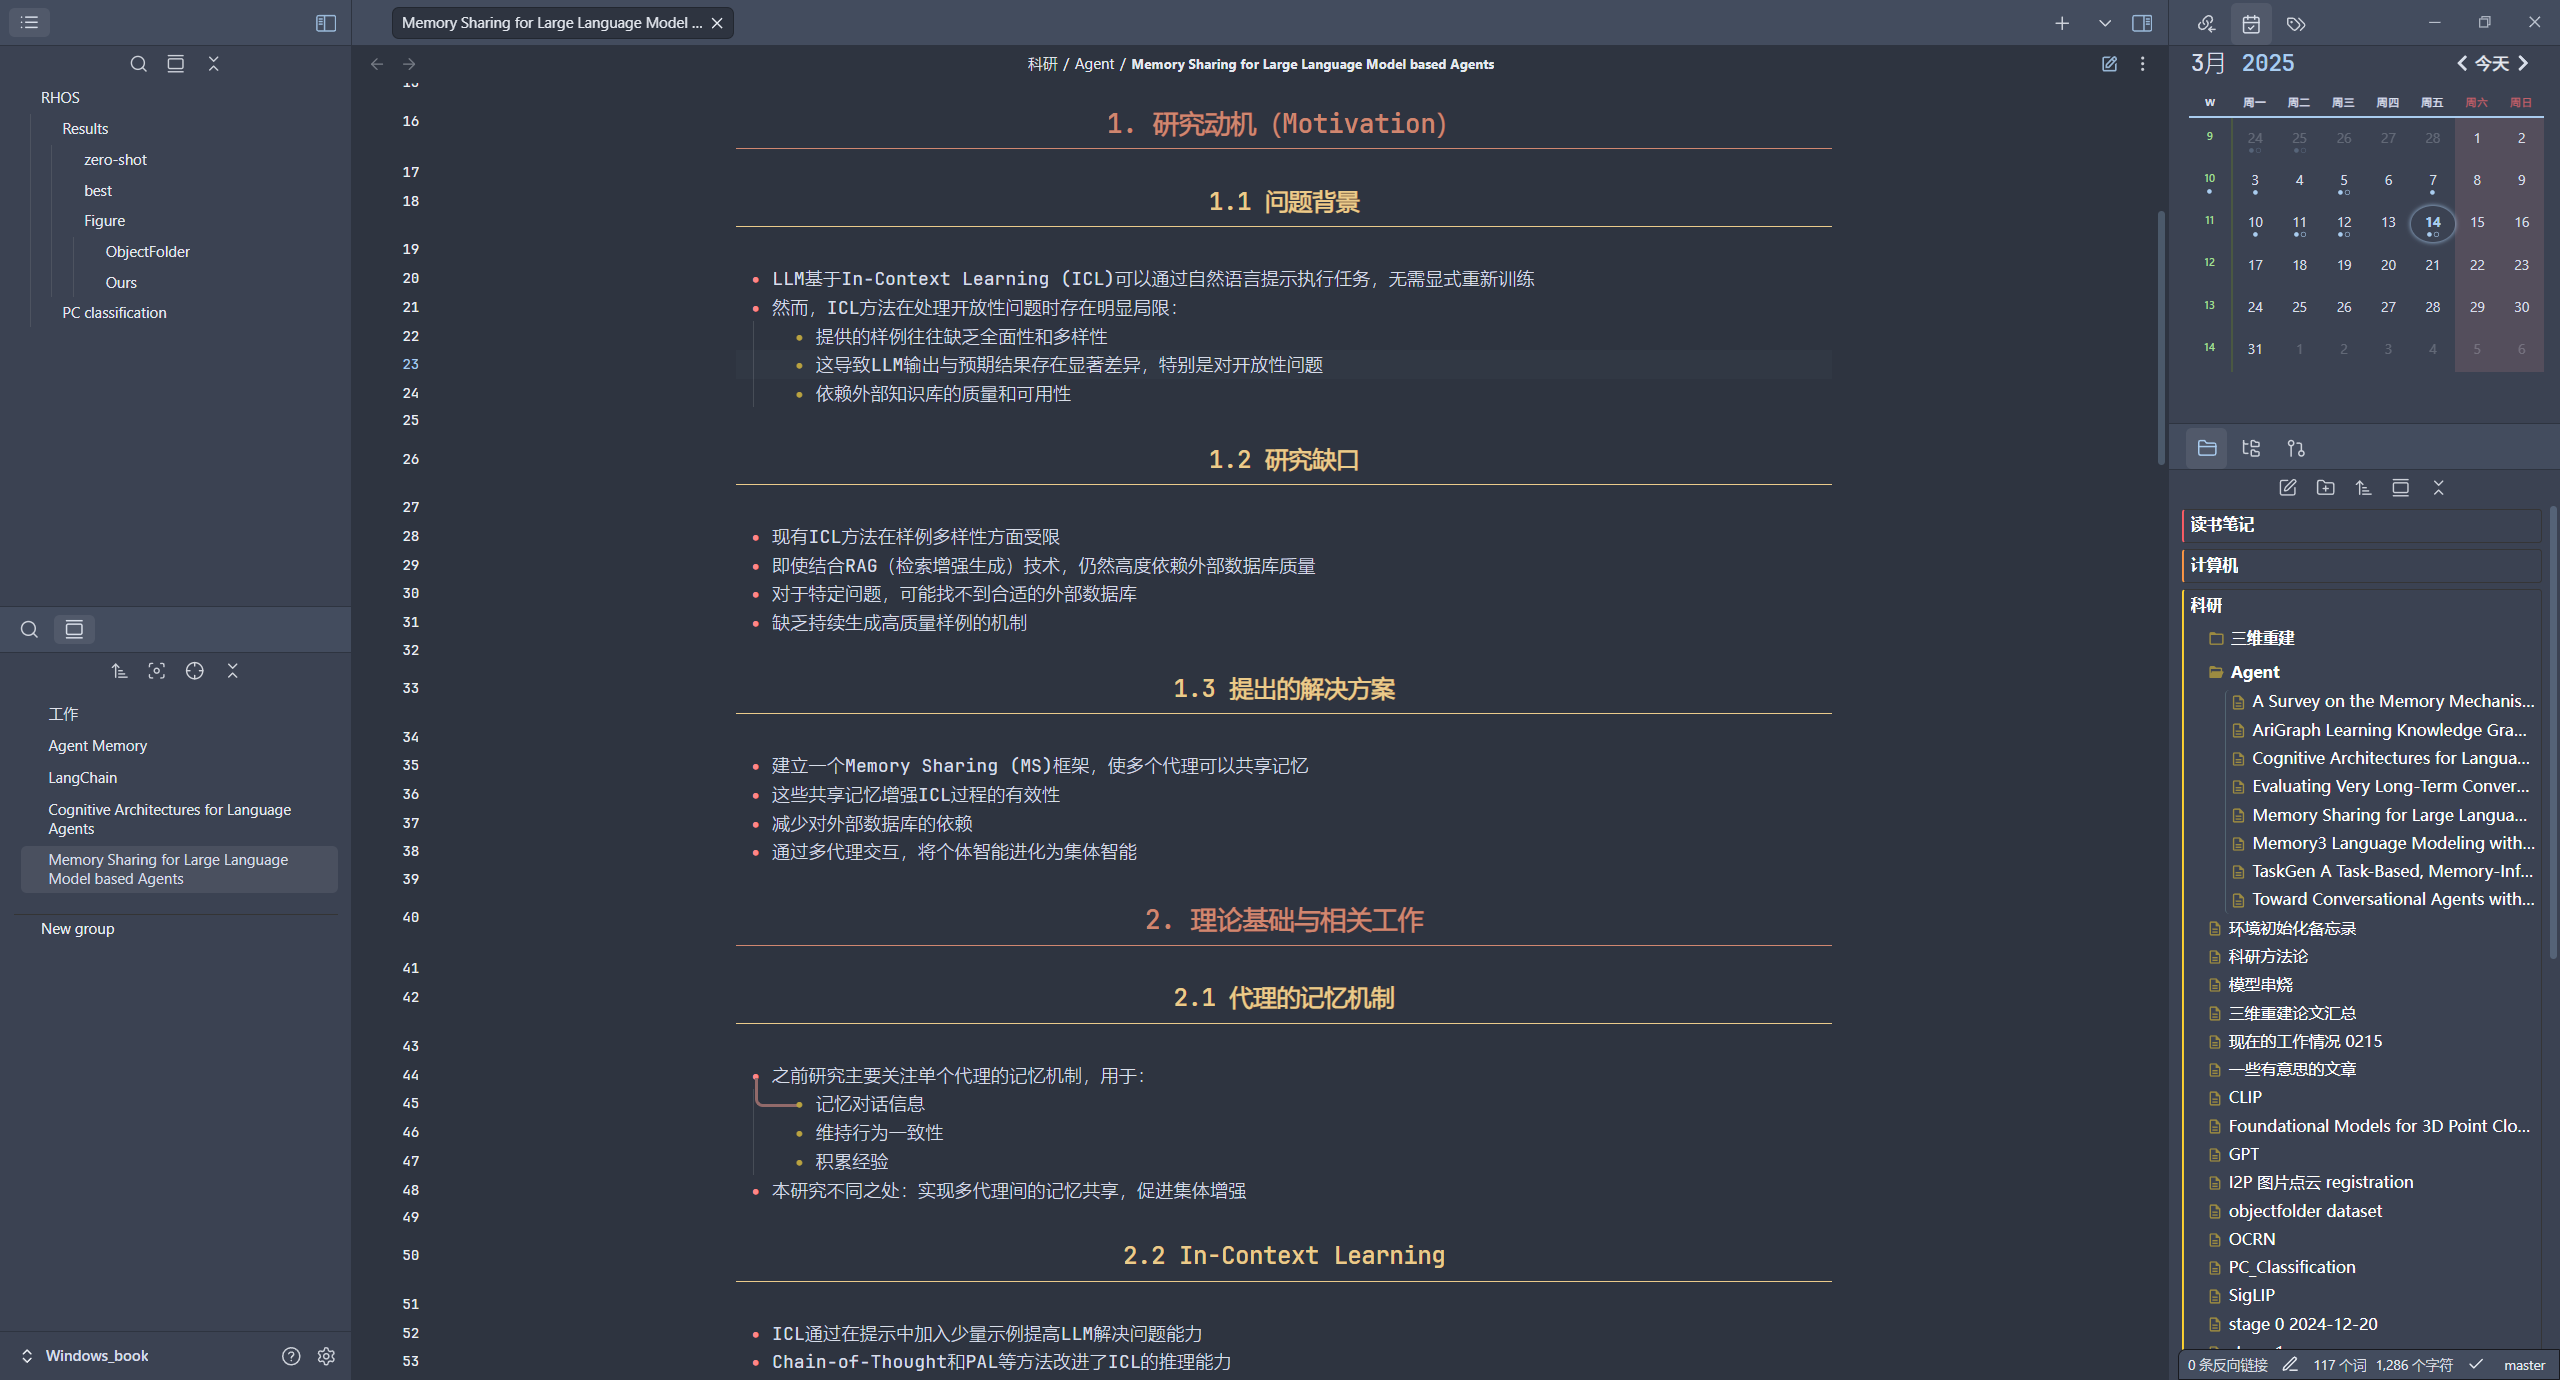 RHOS
Results
zero-shot
best
Figure
ObjectFolder
Ours
PC classification
工作
Agent Memory
LangChain
Cognitive Architectures for Language
Agents
Memory Sharing for Large Language
Model based Agents
New group
Windows_book
Memory Sharing for Large Language Model ...
科研 / Agent / Memory Sharing for Large Language Model based Agents
16 1. 研究动机（Motivation）
17
18 1.1 问题背景
19
20 LLM基于In-Context Learning (ICL)可以通过自然语言提示执行任务，无需显式重新训练
21 然而，ICL方法在处理开放性问题时存在明显局限：
22 提供的样例往往缺乏全面性和多样性
23 这导致LLM输出与预期结果存在显著差异，特别是对开放性问题
24 依赖外部知识库的质量和可用性
25
26 1.2 研究缺口
27
28 现有ICL方法在样例多样性方面受限
29 即使结合RAG（检索增强生成）技术，仍然高度依赖外部数据库质量
30 对于特定问题，可能找不到合适的外部数据库
31 缺乏持续生成高质量样例的机制
32
33 1.3 提出的解决方案
34
35 建立一个Memory Sharing (MS)框架，使多个代理可以共享记忆
36 这些共享记忆增强ICL过程的有效性
37 减少对外部数据库的依赖
38 通过多代理交互，将个体智能进化为集体智能
39
40 2. 理论基础与相关工作
41
42 2.1 代理的记忆机制
43
44 之前研究主要关注单个代理的记忆机制，用于：
45 记忆对话信息
46 维持行为一致性
47 积累经验
48 本研究不同之处：实现多代理间的记忆共享，促进集体增强
49
50 2.2 In-Context Learning
51
52 ICL通过在提示中加入少量示例提高LLM解决问题能力
53 Chain-of-Thought和PAL等方法改进了ICL的推理能力
3月 2025 今天
W 周一 周二 周三 周四 周五 周六 周日
9 24 25 26 27 28 1 2
10 3 4 5 6 7 8 9
11 10 11 12 13 14 15 16
12 17 18 19 20 21 22 23
13 24 25 26 27 28 29 30
14 31 1 2 3 4 5 6
读书笔记
计算机
科研
三维重建
Agent
A Survey on the Memory Mechanis...
AriGraph Learning Knowledge Gra...
Cognitive Architectures for Langua...
Evaluating Very Long-Term Conver...
Memory Sharing for Large Langua...
Memory3 Language Modeling with...
TaskGen A Task-Based, Memory-Inf...
Toward Conversational Agents with...
环境初始化备忘录
科研方法论
模型串烧
三维重建论文汇总
现在的工作情况 0215
一些有意思的文章
CLIP
Foundational Models for 3D Point Clo...
GPT
I2P 图片点云 registration
objectfolder dataset
OCRN
PC_Classification
SigLIP
stage 0 2024-12-20
0 条反向链接 117 个词 1,286 个字符 master